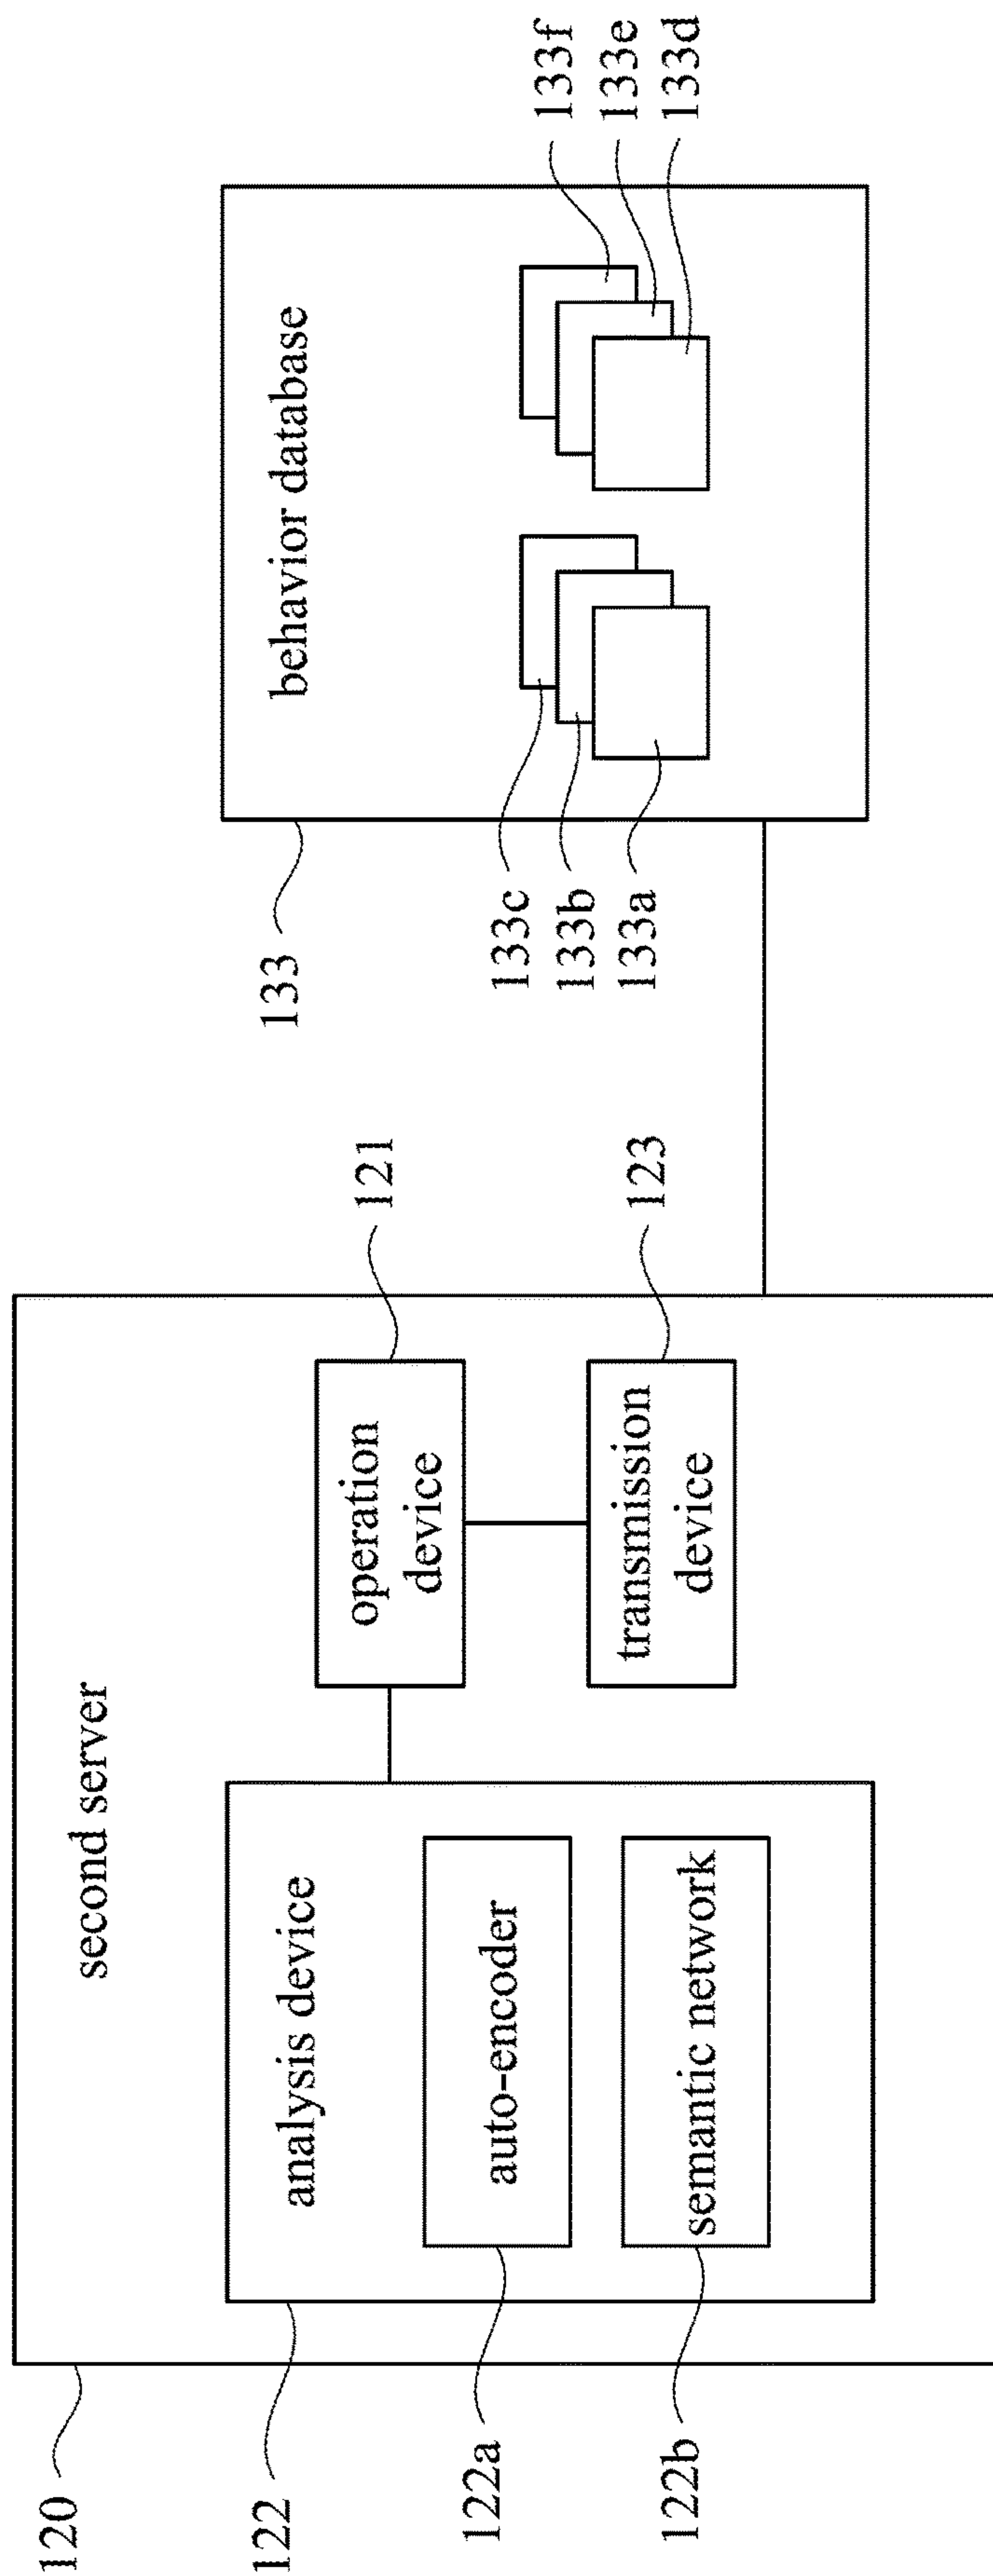 120
second server
122
analysis device
122a
auto-encoder
122b
semantic network
operation
device
121
transmission
device
123
133
behavior database
133c
133b
133a
133f
133e
133d